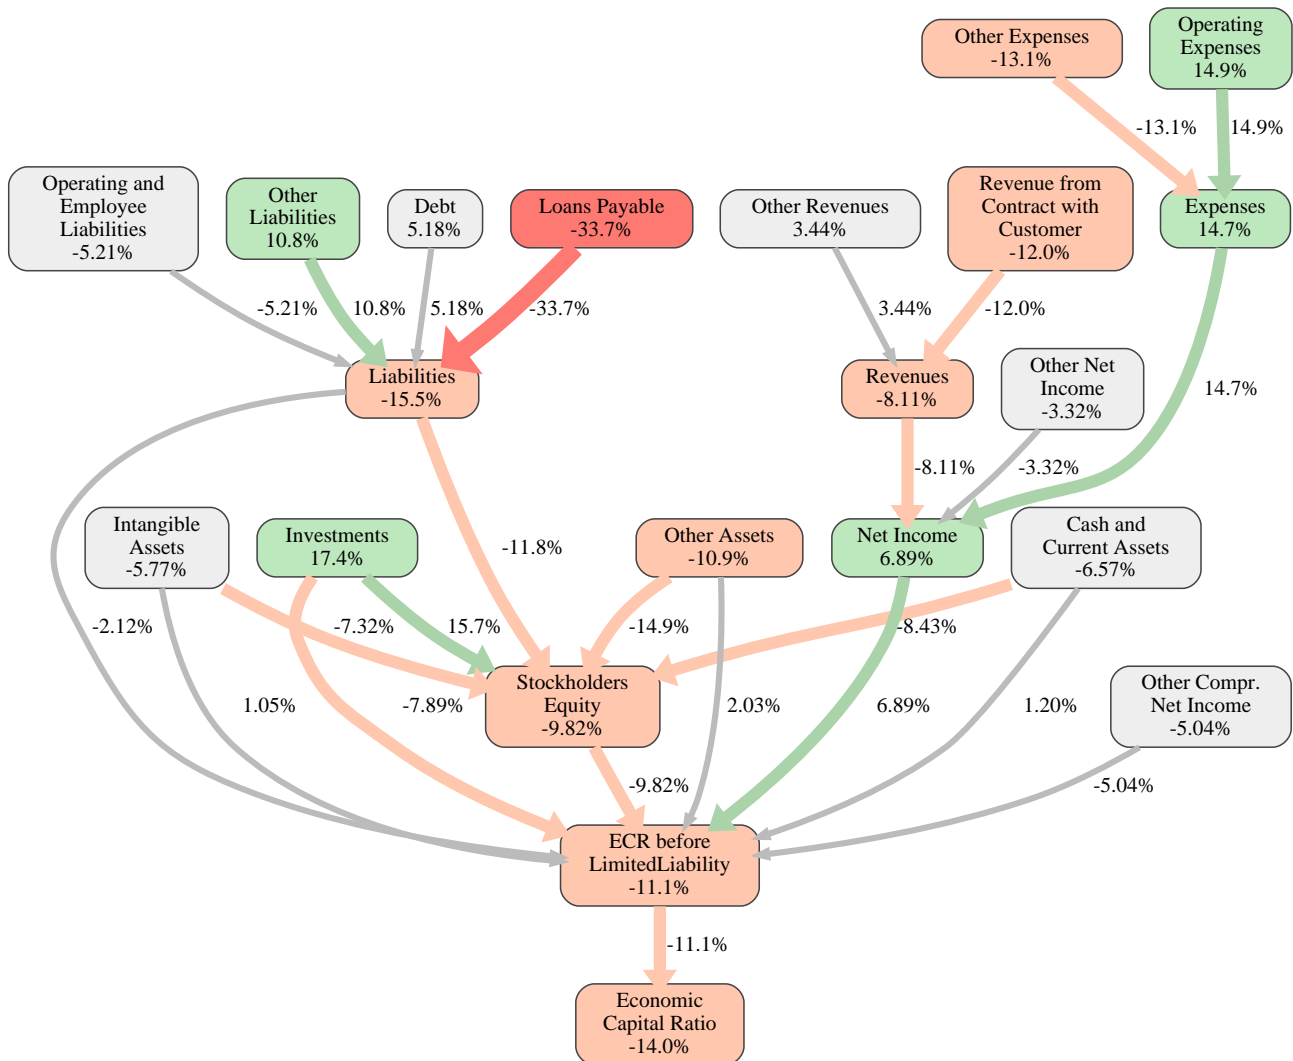 Other Expenses
-13.1%
Operating
Expenses
14.9%
-13.1%
14.9%
Operating and
Employee
Liabilities
-5.21%
Other
Liabilities
10.8%
Debt
5.18%
Loans Payable
-33.7%
Other Revenues
3.44%
Revenue from
Contract with
Customer
-12.0%
Expenses
14.7%
-5.21%
10.8%
5.18%
-33.7%
3.44%
-12.0%
Liabilities
-15.5%
Revenues
-8.11%
Other Net
Income
-3.32%
14.7%
-8.11%
-3.32%
Intangible
Assets
-5.77%
Investments
17.4%
-11.8%
Other Assets
-10.9%
Net Income
6.89%
Cash and
Current Assets
-6.57%
-2.12%
-7.32%
15.7%
-14.9%
-8.43%
1.05%
-7.89%
Stockholders
Equity
-9.82%
2.03%
6.89%
1.20%
Other Compr.
Net Income
-5.04%
-9.82%
-5.04%
ECR before
LimitedLiability
-11.1%
-11.1%
Economic
Capital Ratio
-14.0%